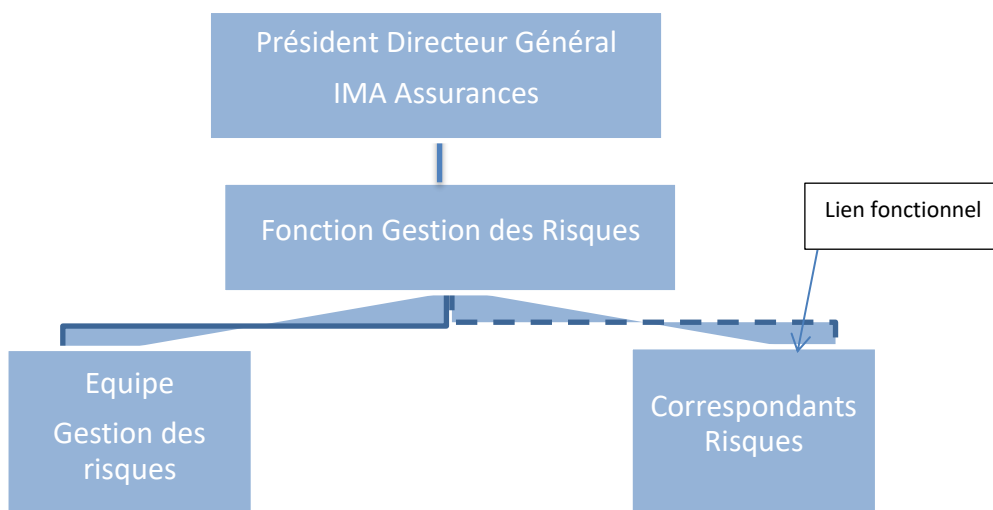 Président Directeur Général
IMA Assurances
Fonction Gestion des Risques
Lien fonctionnel
Equipe
Gestion des
risques
Correspondants
Risques